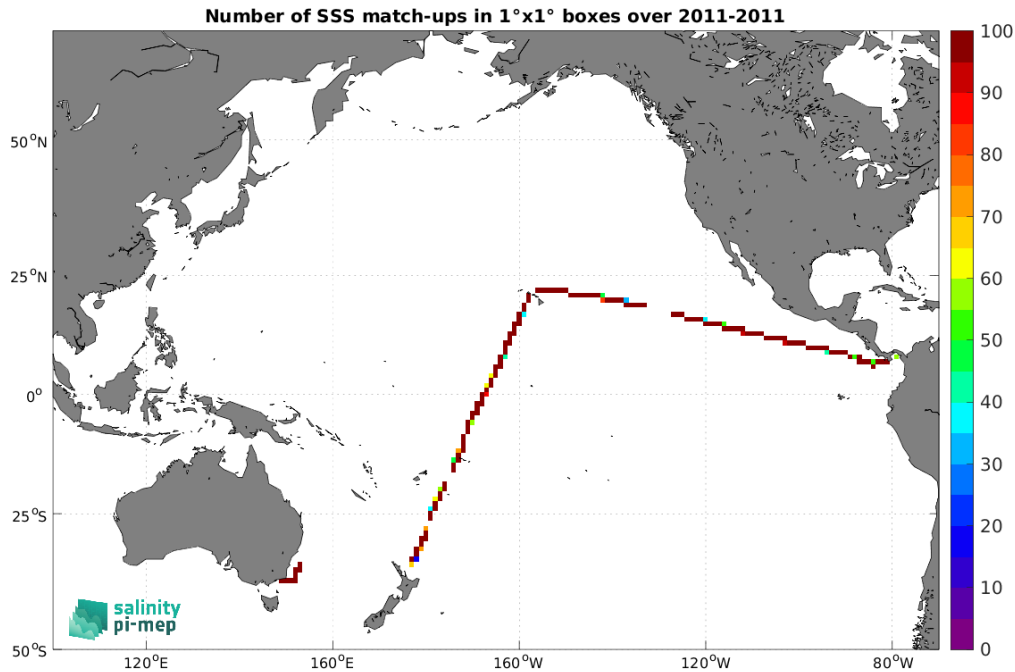 Number of SSS match-ups in 1°x1° boxes over 2011-2011
100
90
80
70
60
50
40
30
20
10
0
50°N
25°N
0°
25°S
50°S
120°E
160°E
160°W
120°W
80°W
salinity
pi-mep